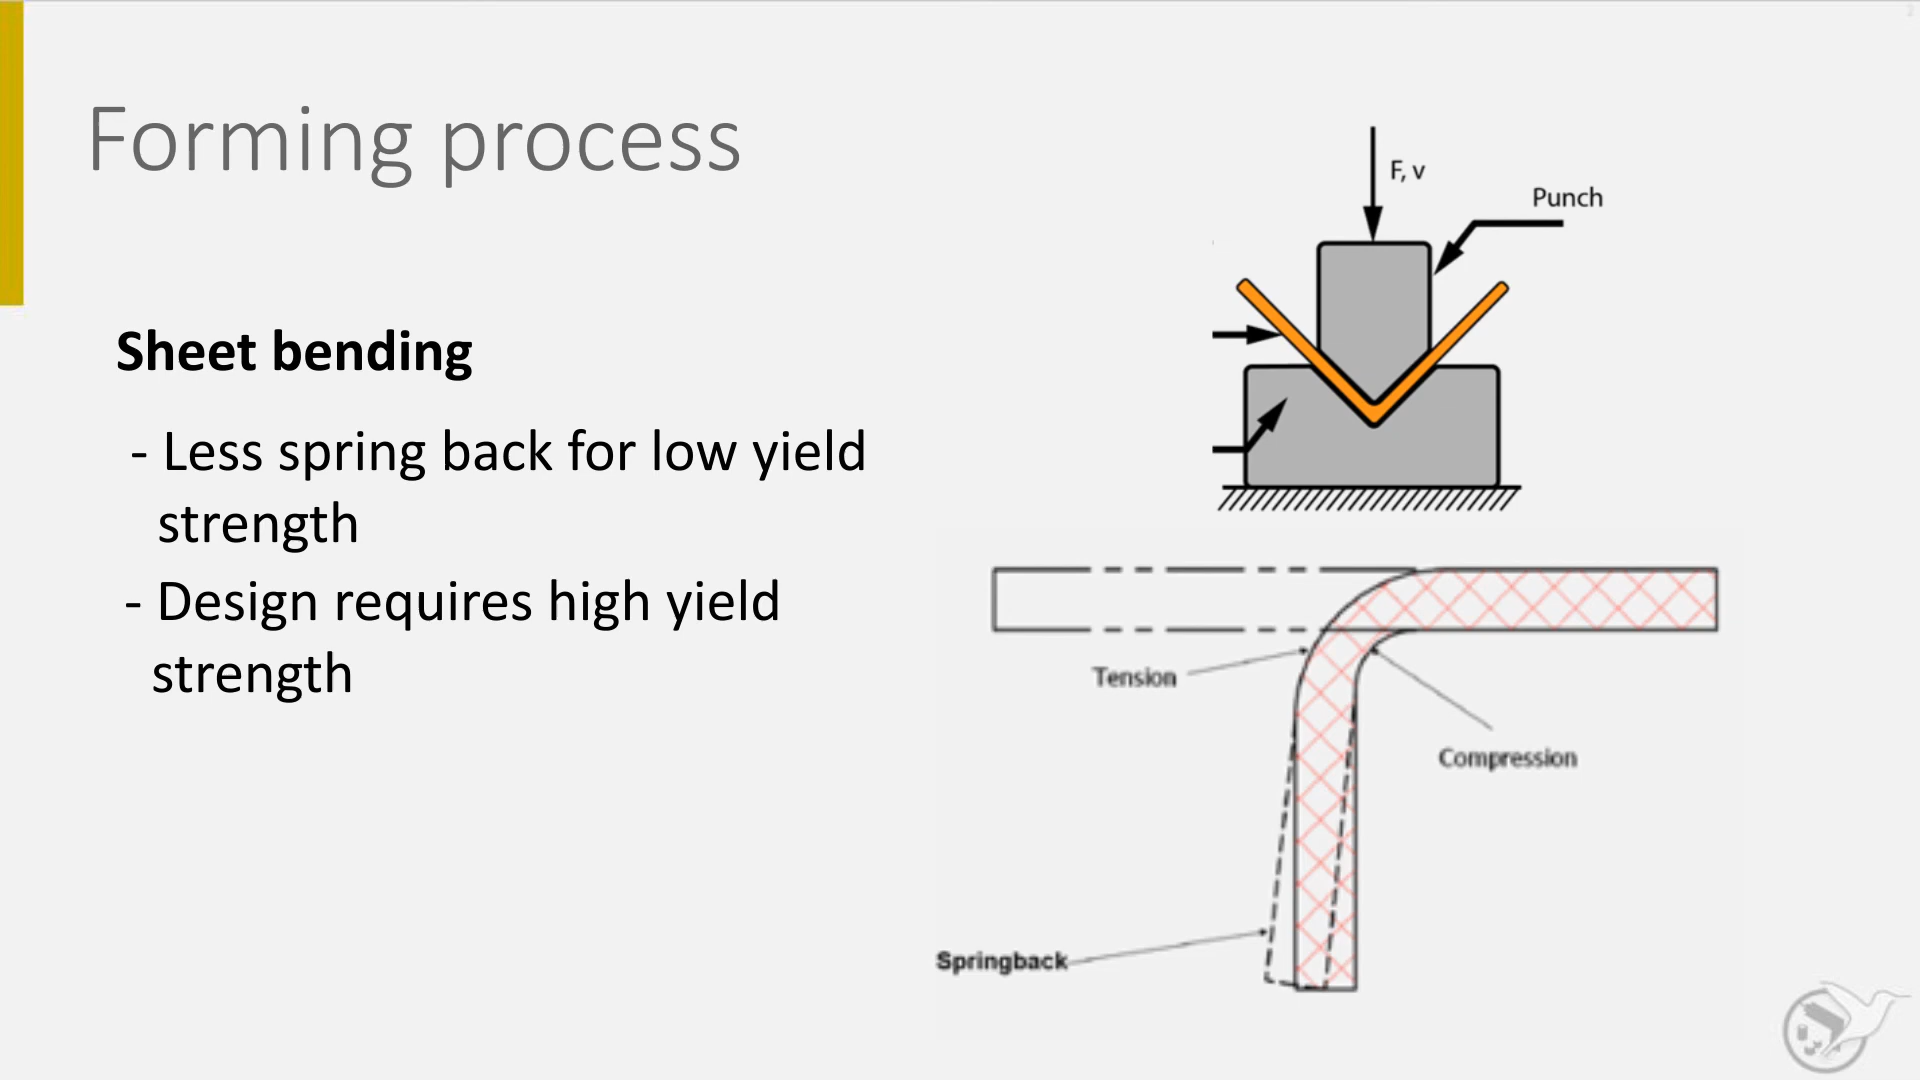 Forming process
F, v
Punch
Sheet bending
- Less spring back for low yield
strength
- Design requires high yield
strength
Tension
Compression
Springback